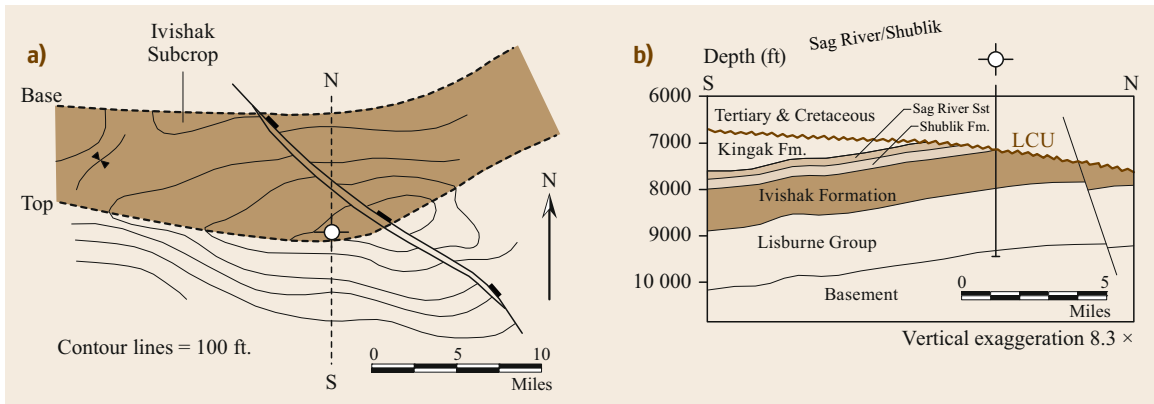 a)
Ivishak
Subcrop
N
Base
Top
N
Contour lines = 100 ft.
S
0 5 10
Miles
b)
Depth (ft)
Sag River/Shublik
S
N
6000
7000
8000
9000
10 000
Tertiary & Cretaceous
Sag River Sst
Shublik Fm.
LCU
Kingak Fm.
Ivishak Formation
Lisburne Group
Basement
0 5
Miles
Vertical exaggeration 8.3 ×